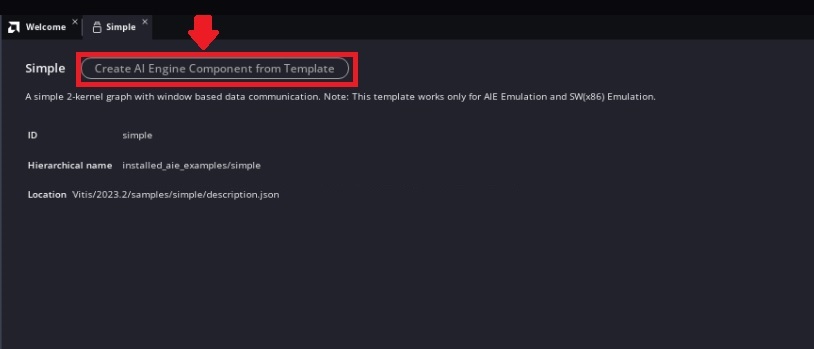 Welcome
Simple
Simple Create AI Engine Component from Template
A simple 2-kernel graph with window based data communication. Note: This template works only for AIE Emulation and SW(x86) Emulation.
ID simple
Hierarchical name installed_aie_examples/simple
Location Vitis/2023.2/samples/simple/description.json